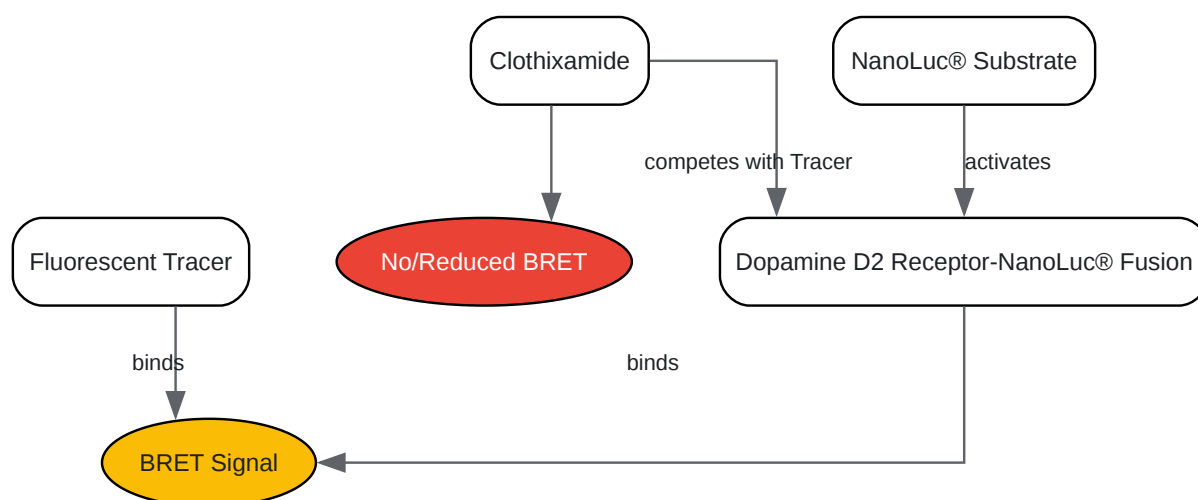 Clothixamide
NanoLuc® Substrate
competes with Tracer
activates
Fluorescent Tracer
No/Reduced BRET
Dopamine D2 Receptor-NanoLuc® Fusion
binds
binds
BRET Signal